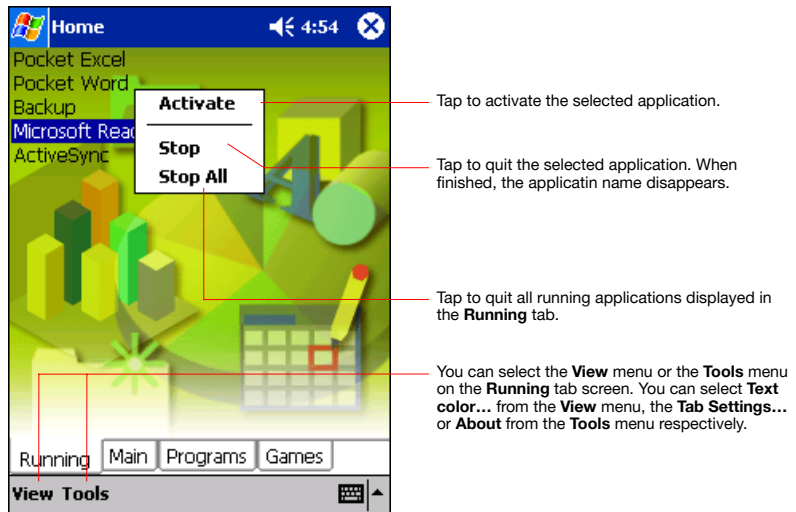 Home 4:54
Pocket Excel
Pocket Word
Backup
Microsoft Read
ActiveSync
Activate
Stop
Stop All
Running Main Programs Games
View Tools
Tap to activate the selected application.
Tap to quit the selected application. When
finished, the applicatin name disappears.
Tap to quit all running applications displayed in
the Running tab.
You can select the View menu or the Tools menu
on the Running tab screen. You can select Text
color… from the View menu, the Tab Settings…
or About from the Tools menu respectively.